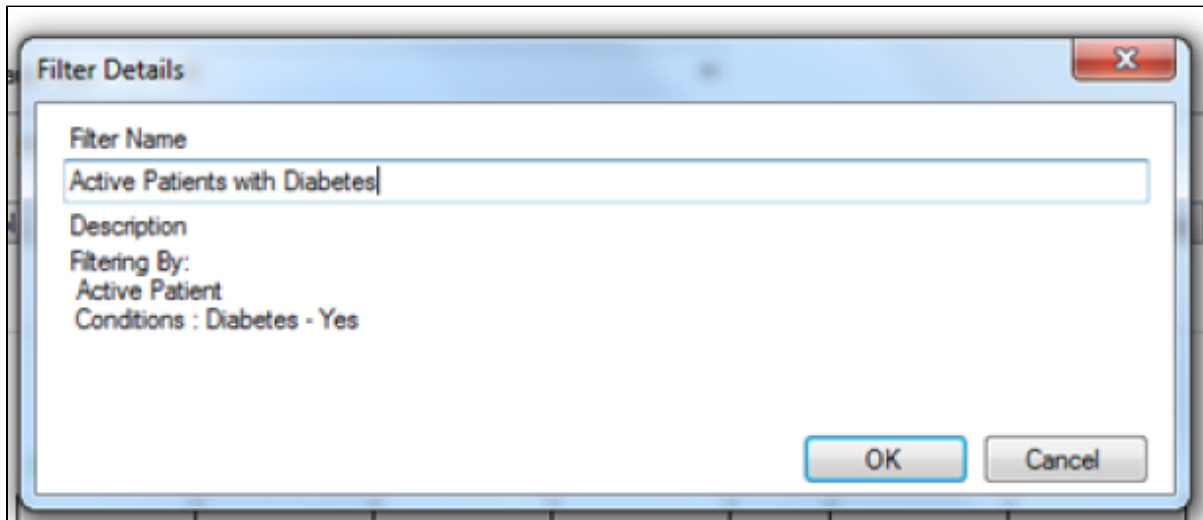 Filter Details
Filter Name
Active Patients with Diabetes
Description
Filtering By:
Active Patient
Conditions : Diabetes - Yes
OK Cancel